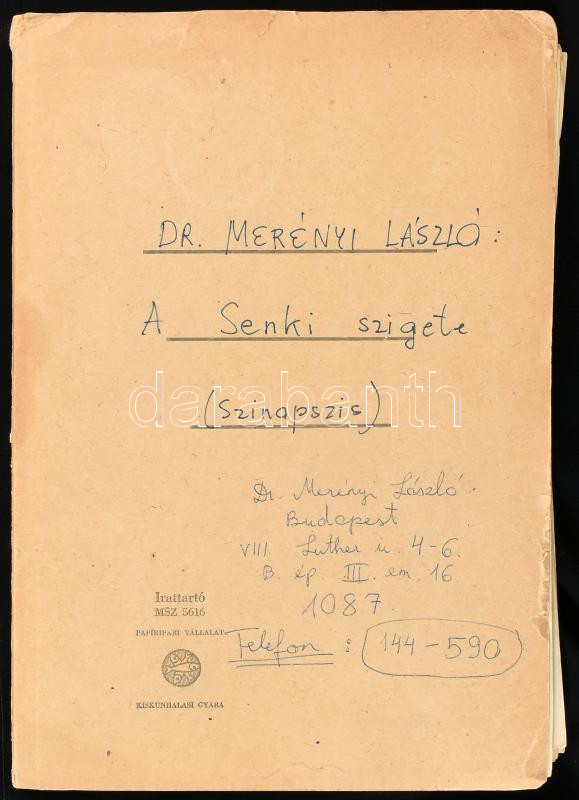 DR. MERÉNYI LÁSZLÓ:
A Senki szigete
darabanth
(Szinapszis)
Dr. Merényi László
Budapest
VIII Luther u. 4-6.
B. ép. III. em. 16
1087
Irattartó
MSZ 5616
PAPÍRIPARI VÁLLALAT
Telefon : 144-590
KISKUNHALASI GYÁRA